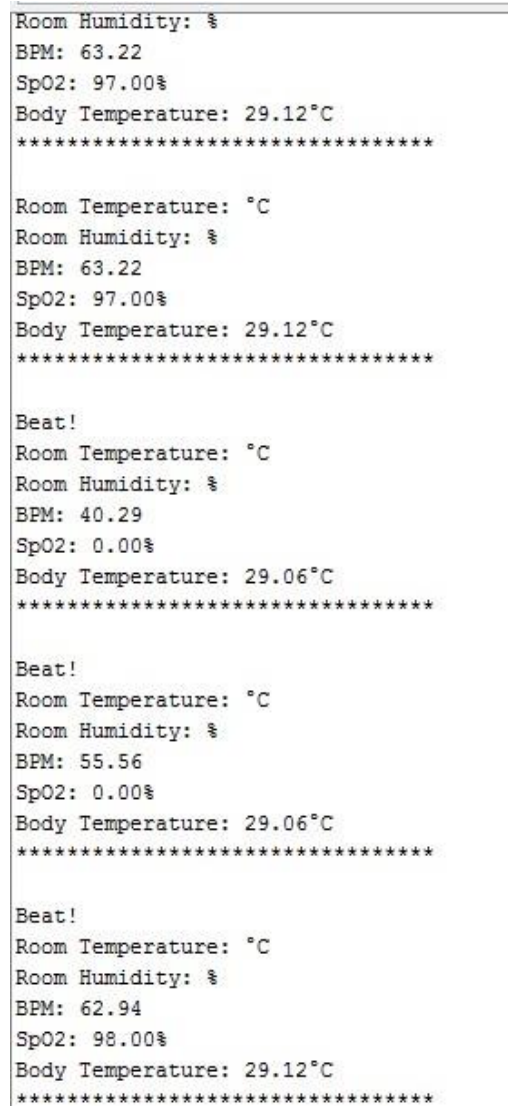 Room Humidity: %
BPM: 63.22
SpO2: 97.00%
Body Temperature: 29.12°C
*********************************
Room Temperature: °C
Room Humidity: %
BPM: 63.22
SpO2: 97.00%
Body Temperature: 29.12°C
*********************************
Beat!
Room Temperature: °C
Room Humidity: %
BPM: 40.29
SpO2: 0.00%
Body Temperature: 29.06°C
*********************************
Beat!
Room Temperature: °C
Room Humidity: %
BPM: 55.56
SpO2: 0.00%
Body Temperature: 29.06°C
*********************************
Beat!
Room Temperature: °C
Room Humidity: %
BPM: 62.94
SpO2: 98.00%
Body Temperature: 29.12°C
*********************************